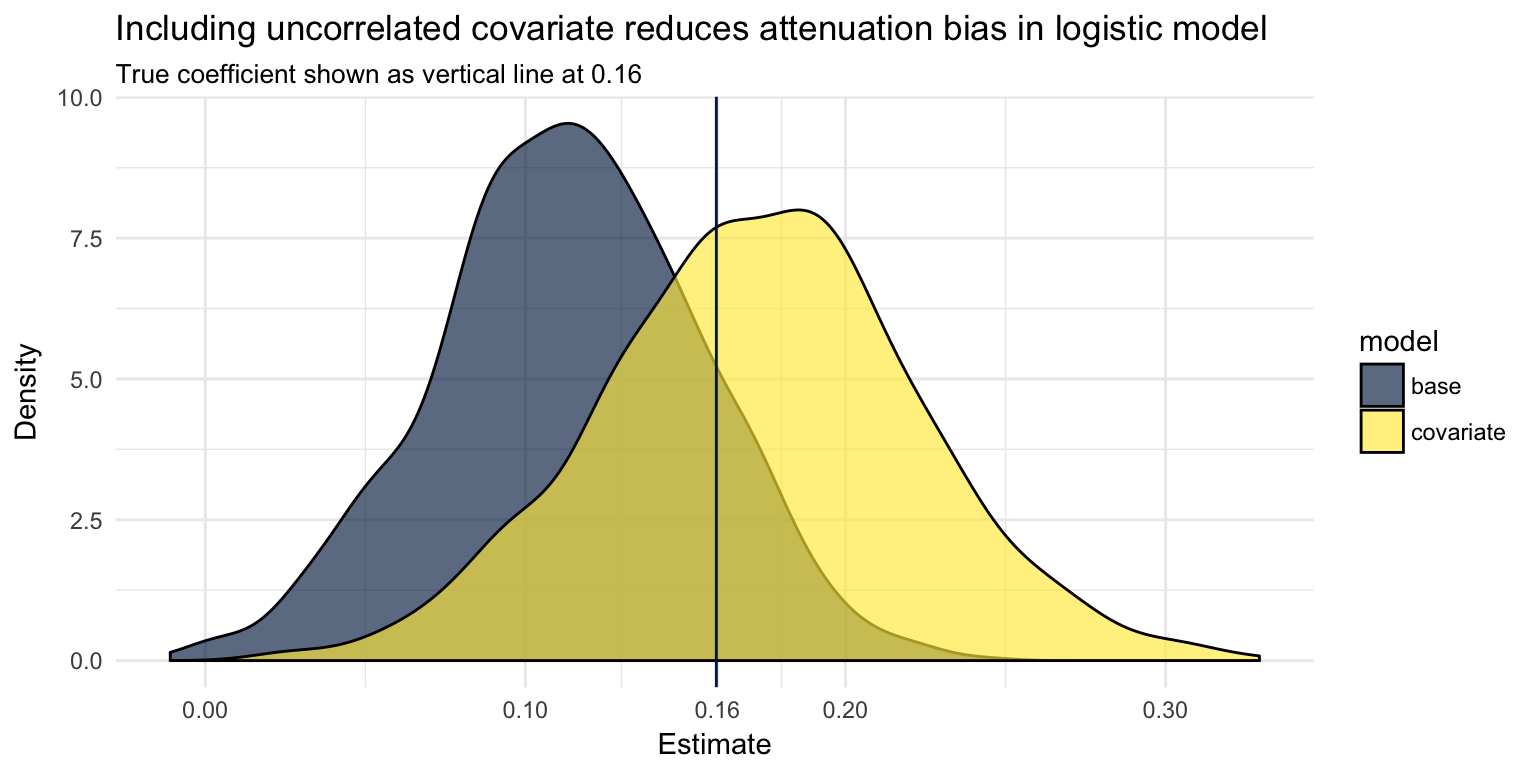 Including uncorrelated covariate reduces attenuation bias in logistic model
True coefficient shown as vertical line at 0.16
10.0
7.5
5.0
2.5
0.0
Density
0.00 0.10 0.16 0.20 0.30
Estimate
model
base
covariate